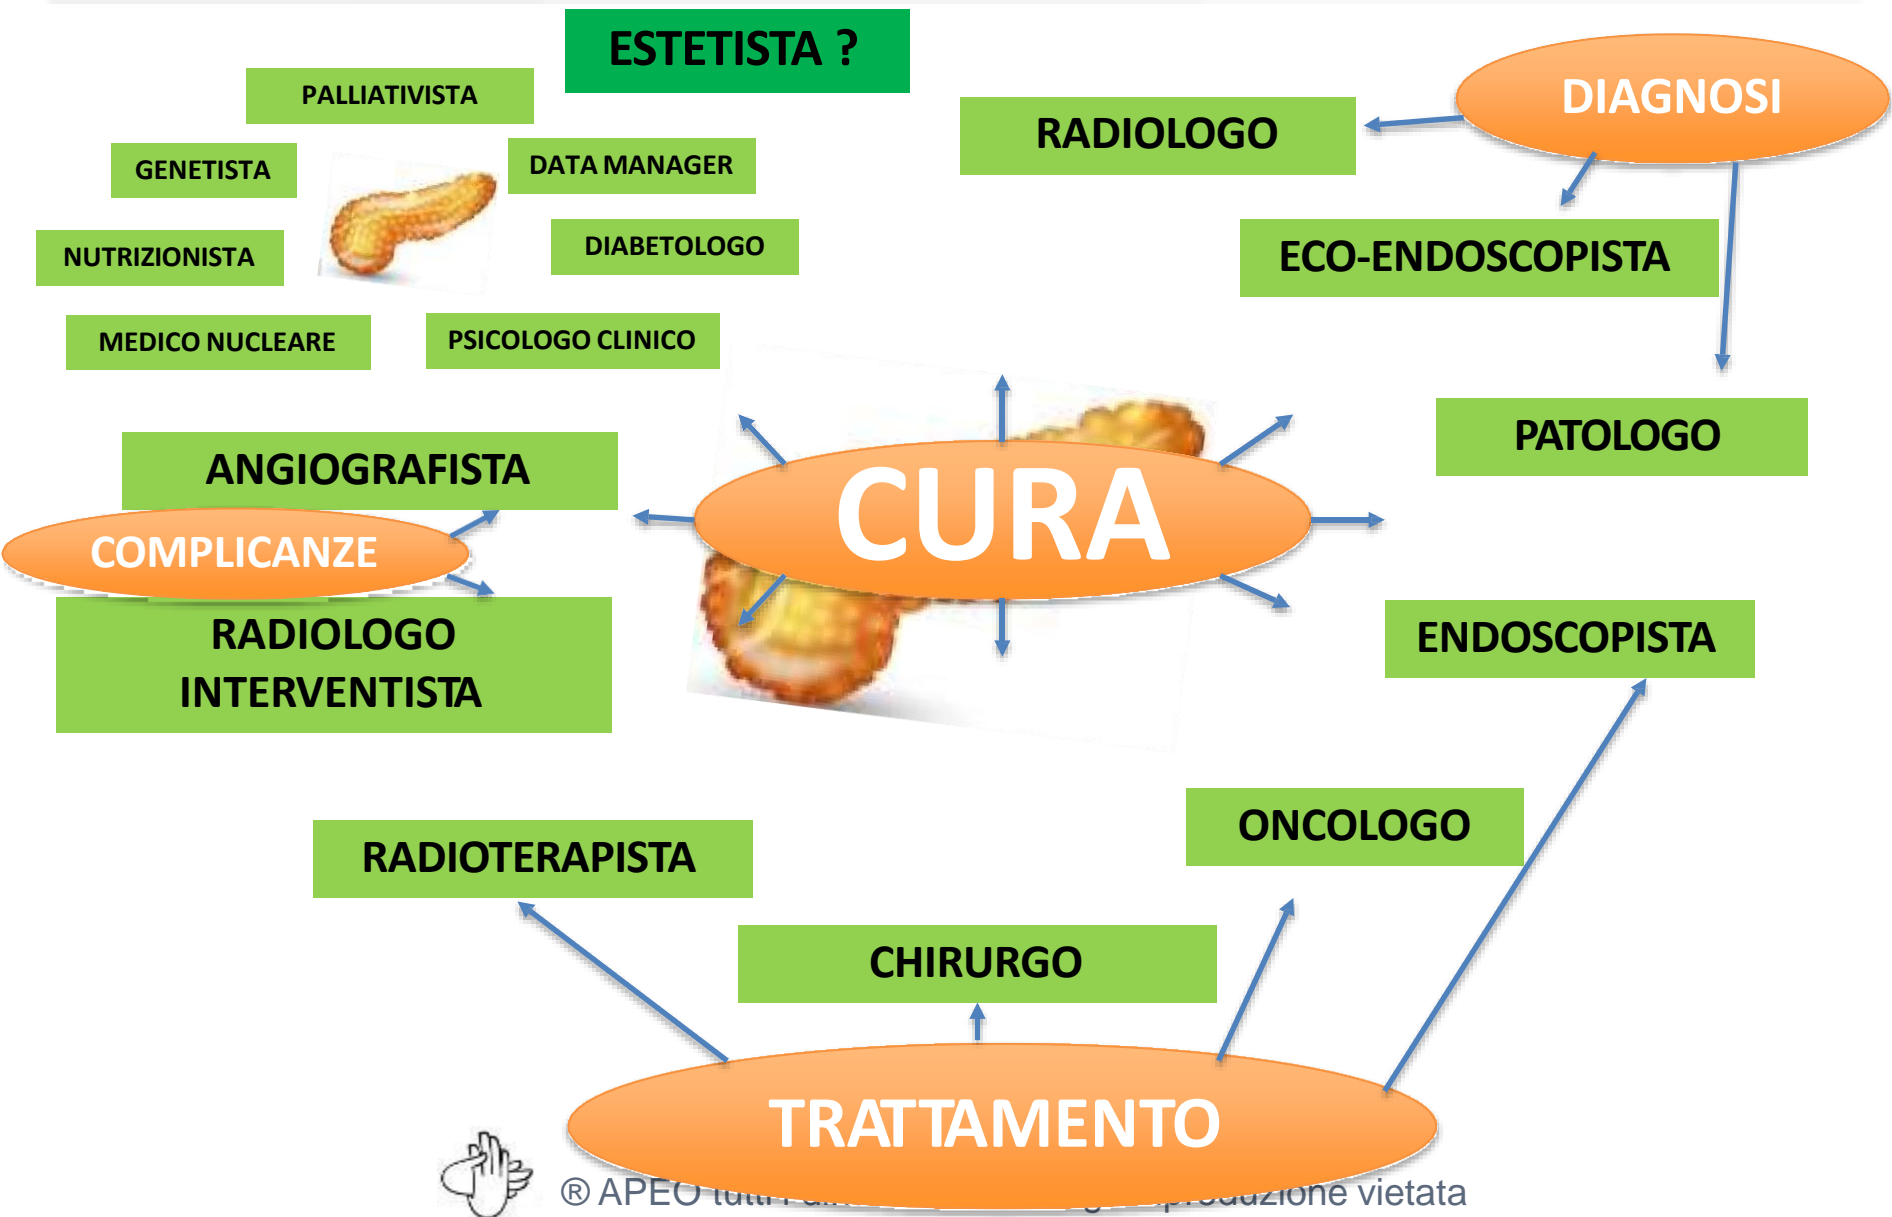 ESTETISTA ?
PALLIATIVISTA
GENETISTA
DATA MANAGER
NUTRIZIONISTA
DIABETOLOGO
MEDICO NUCLEARE
PSICOLOGO CLINICO
DIAGNOSI
RADIOLOGO
ECO-ENDOSCOPISTA
PATOLOGO
ANGIOGRAFISTA
COMPLICANZE
RADIOLOGO
INTERVENTISTA
CURA
ENDOSCOPISTA
ONCOLOGO
RADIOTERAPISTA
CHIRURGO
TRATTAMENTO
® APEO tutti vietata